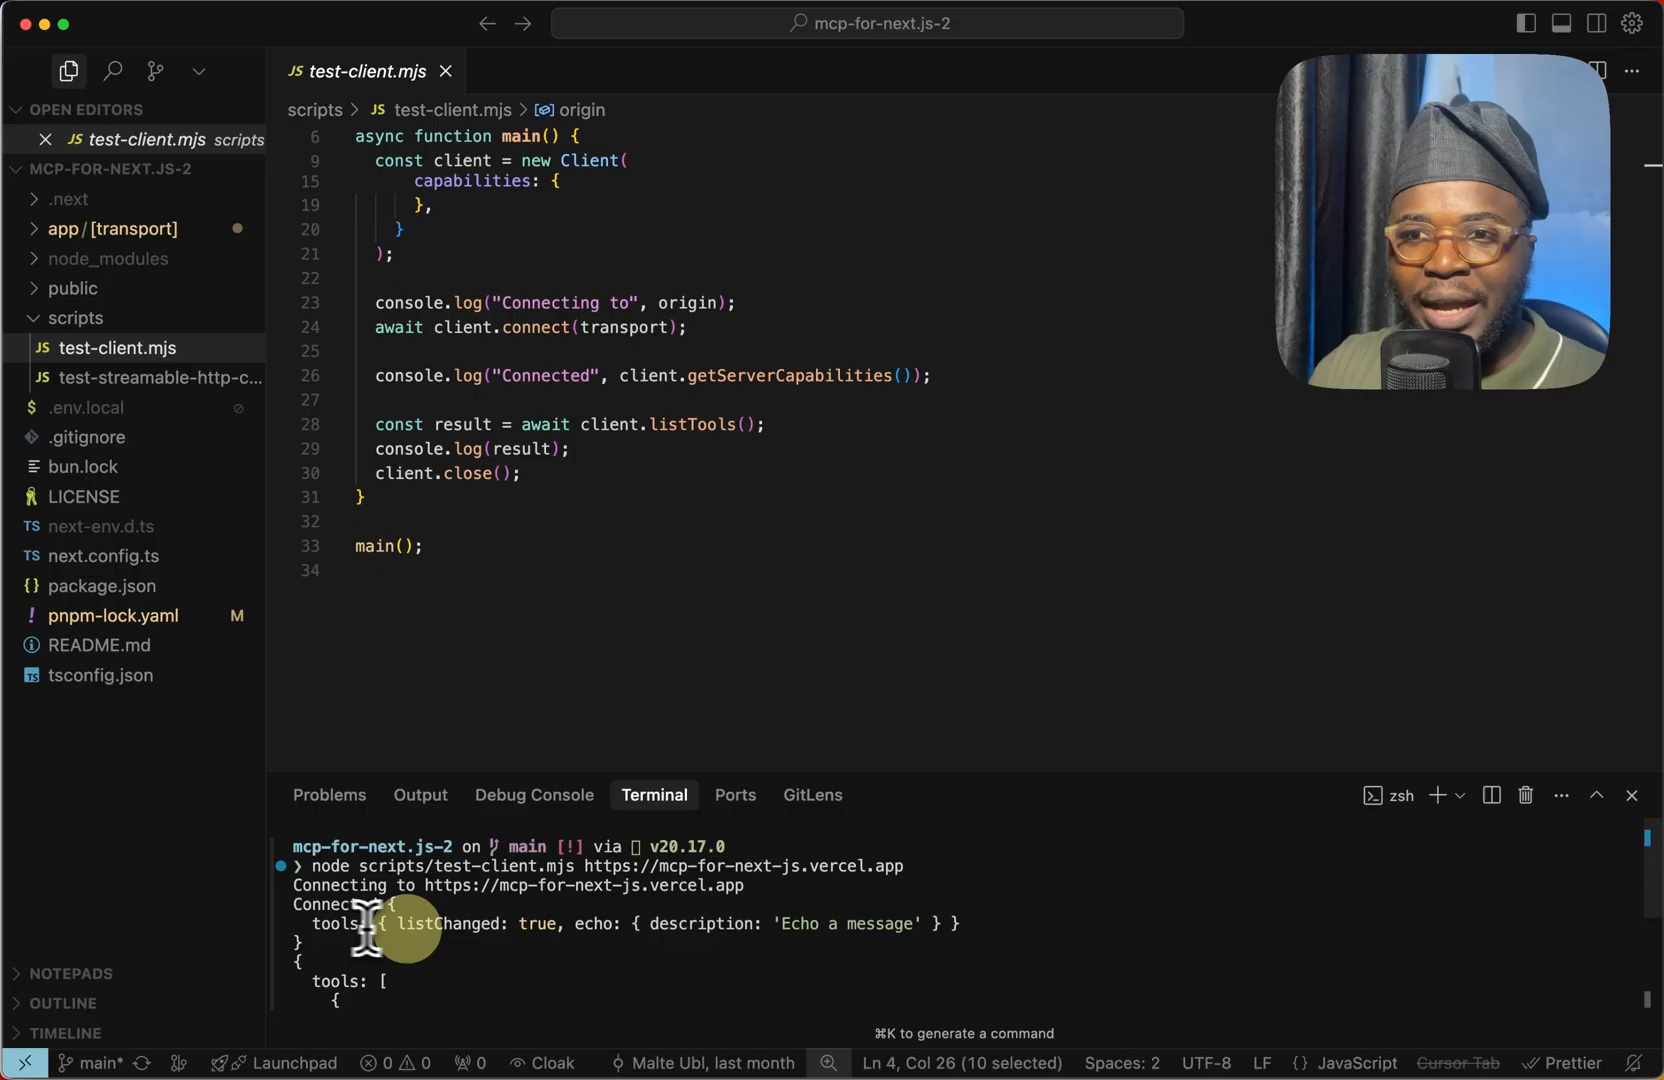 mcp-for-next.js-2
JS test-client.mjs
OPEN EDITORS
JS test-client.mjs scripts
MCP-FOR-NEXT.JS-2
.next
app/[transport]
node_modules
public
scripts
JS test-client.mjs
JS test-streamable-http-c...
$ .env.local
.gitignore
bun.lock
LICENSE
TS next-env.d.ts
TS next.config.ts
{} package.json
! pnpm-lock.yaml M
README.md
TS tsconfig.json
NOTEPADS
OUTLINE
TIMELINE
scripts > JS test-client.mjs > origin
6 async function main() {
9 const client = new Client(
15 capabilities: {
19 },
20 }
21 );
22
23 console.log("Connecting to", origin);
24 await client.connect(transport);
25
26 console.log("Connected", client.getServerCapabilities());
27
28 const result = await client.listTools();
29 console.log(result);
30 client.close();
31 }
32
33 main();
34
Problems Output Debug Console Terminal Ports GitLens
zsh
mcp-for-next.js-2 on main [!] via v20.17.0
❯ node scripts/test-client.mjs https://mcp-for-next-js.vercel.app
Connecting to https://mcp-for-next-js.vercel.app
{
tools: { listChanged: true, echo: { description: 'Echo a message' } }
}
{
tools: [
{
⌘K to generate a command
main* Launchpad 0 0 0 Cloak Malte Ubl, last month Ln 4, Col 26 (10 selected) Spaces: 2 UTF-8 LF {} JavaScript Cursor Tab Prettier